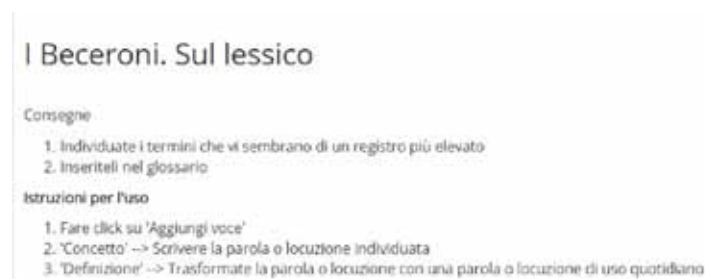 I Beceroni. Sul lessico
Consegne
1. Individuate i termini che vi sembrano di un registro più elevato
2. Inseriteli nel glossario
Istruzioni per l'uso
1. Fare click su 'Aggiungi voce'
2. 'Concetto' --> Scrivere la parola o locuzione individuata
3. 'Definizione' --> Trasformate la parola o locuzione con una parola o locuzione di uso quotidiano